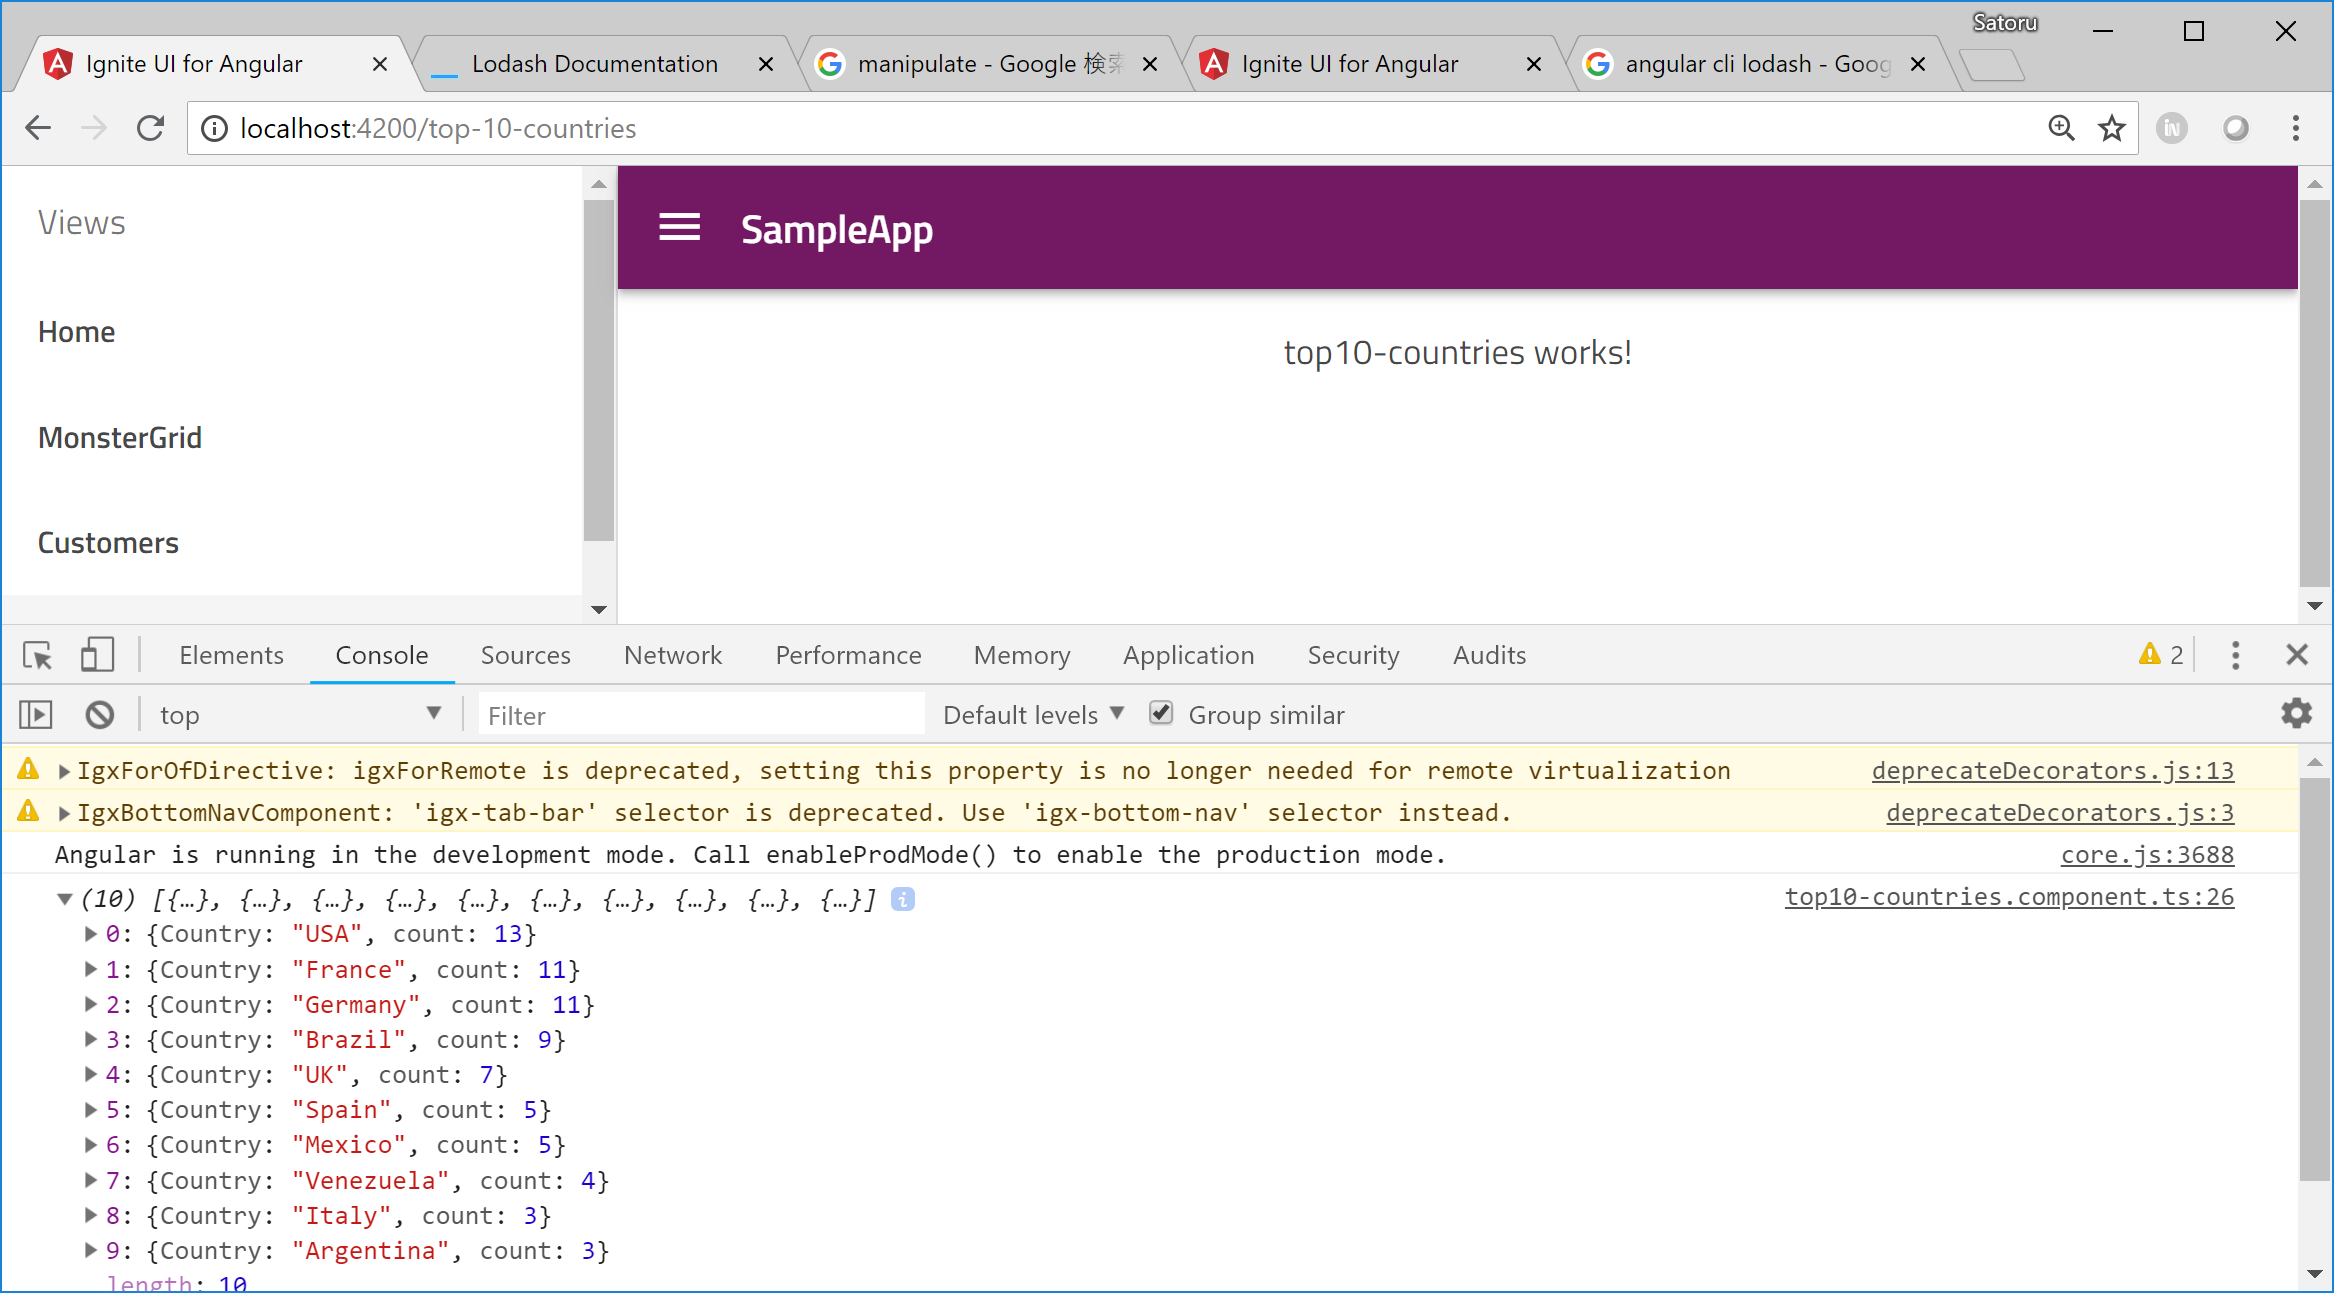 Satoru
Ignite UI for Angular
Lodash Documentation
manipulate - Google 検索
Ignite UI for Angular
angular cli lodash - Goog
localhost:4200/top-10-countries
Views
SampleApp
Home
top10-countries works!
MonsterGrid
Customers
Elements Console Sources Network Performance Memory Application Security Audits 2
top Filter Default levels Group similar
IgxForOfDirective: igxForRemote is deprecated, setting this property is no longer needed for remote virtualization deprecateDecorators.js:13
IgxBottomNavComponent: 'igx-tab-bar' selector is deprecated. Use 'igx-bottom-nav' selector instead. deprecateDecorators.js:3
Angular is running in the development mode. Call enableProdMode() to enable the production mode. core.js:3688
(10) [{…}, {…}, {…}, {…}, {…}, {…}, {…}, {…}, {…}, {…}] i top10-countries.component.ts:26
0: {Country: "USA", count: 13}
1: {Country: "France", count: 11}
2: {Country: "Germany", count: 11}
3: {Country: "Brazil", count: 9}
4: {Country: "UK", count: 7}
5: {Country: "Spain", count: 5}
6: {Country: "Mexico", count: 5}
7: {Country: "Venezuela", count: 4}
8: {Country: "Italy", count: 3}
9: {Country: "Argentina", count: 3}
length: 10